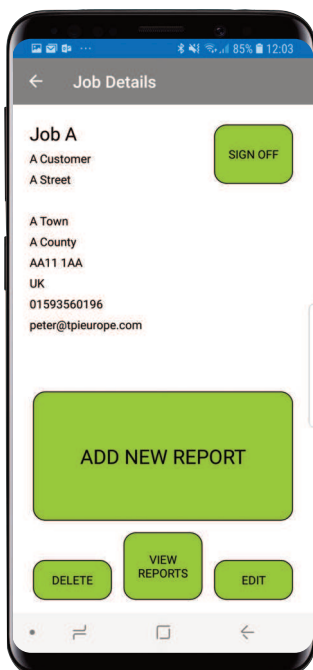 85% 12:03
Job Details
Job A
A Customer
A Street
SIGN OFF
A Town
A County
AA11 1AA
UK
01593560196
peter@tpieurope.com
ADD NEW REPORT
DELETE
VIEW
REPORTS
EDIT